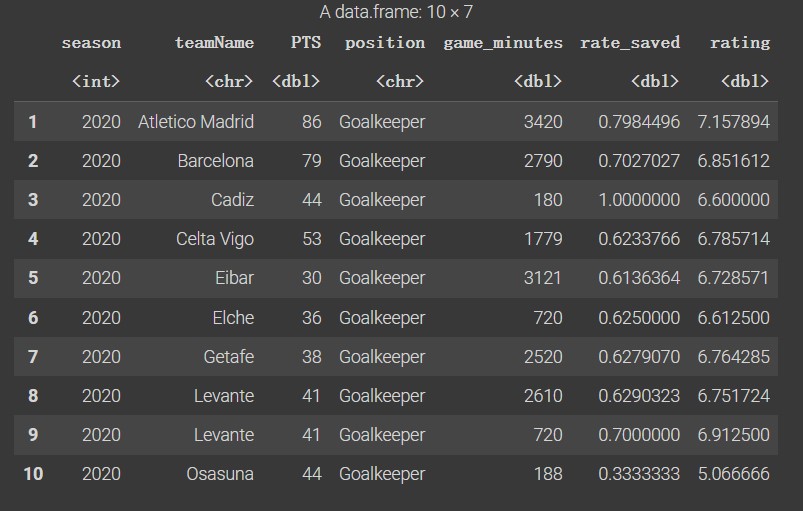 A data.frame: 10 × 7
season teamName PTS position game_minutes rate_saved rating
<int> <chr> <dbl> <chr> <dbl> <dbl> <dbl>
1 2020 Atletico Madrid 86 Goalkeeper 3420 0.7984496 7.157894
2 2020 Barcelona 79 Goalkeeper 2790 0.7027027 6.851612
3 2020 Cadiz 44 Goalkeeper 180 1.0000000 6.600000
4 2020 Celta Vigo 53 Goalkeeper 1779 0.6233766 6.785714
5 2020 Eibar 30 Goalkeeper 3121 0.6136364 6.728571
6 2020 Elche 36 Goalkeeper 720 0.6250000 6.612500
7 2020 Getafe 38 Goalkeeper 2520 0.6279070 6.764285
8 2020 Levante 41 Goalkeeper 2610 0.6290323 6.751724
9 2020 Levante 41 Goalkeeper 720 0.7000000 6.912500
10 2020 Osasuna 44 Goalkeeper 188 0.3333333 5.066666